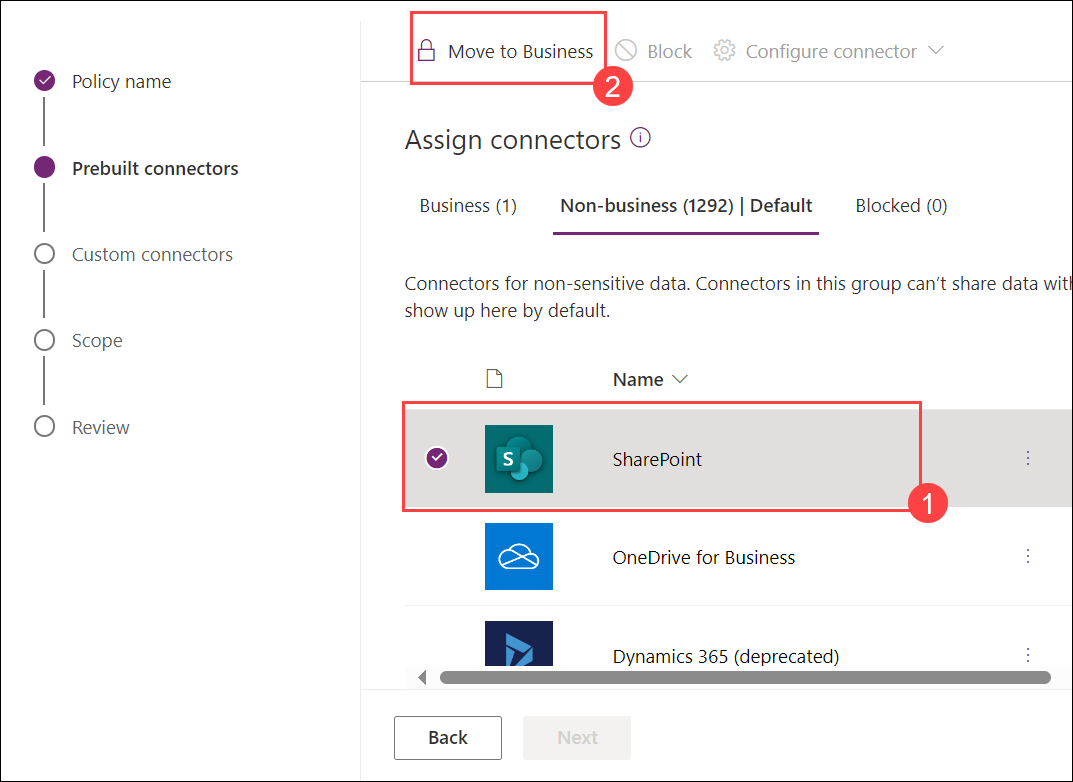 Move to Business Block Configure connector
2
Policy name
Assign connectors
Prebuilt connectors
Business (1) Non-business (1292) | Default Blocked (0)
Custom connectors
Connectors for non-sensitive data. Connectors in this group can’t share data with
show up here by default.
Scope
Name
Review
S SharePoint
1
OneDrive for Business
Dynamics 365 (deprecated)
Back Next